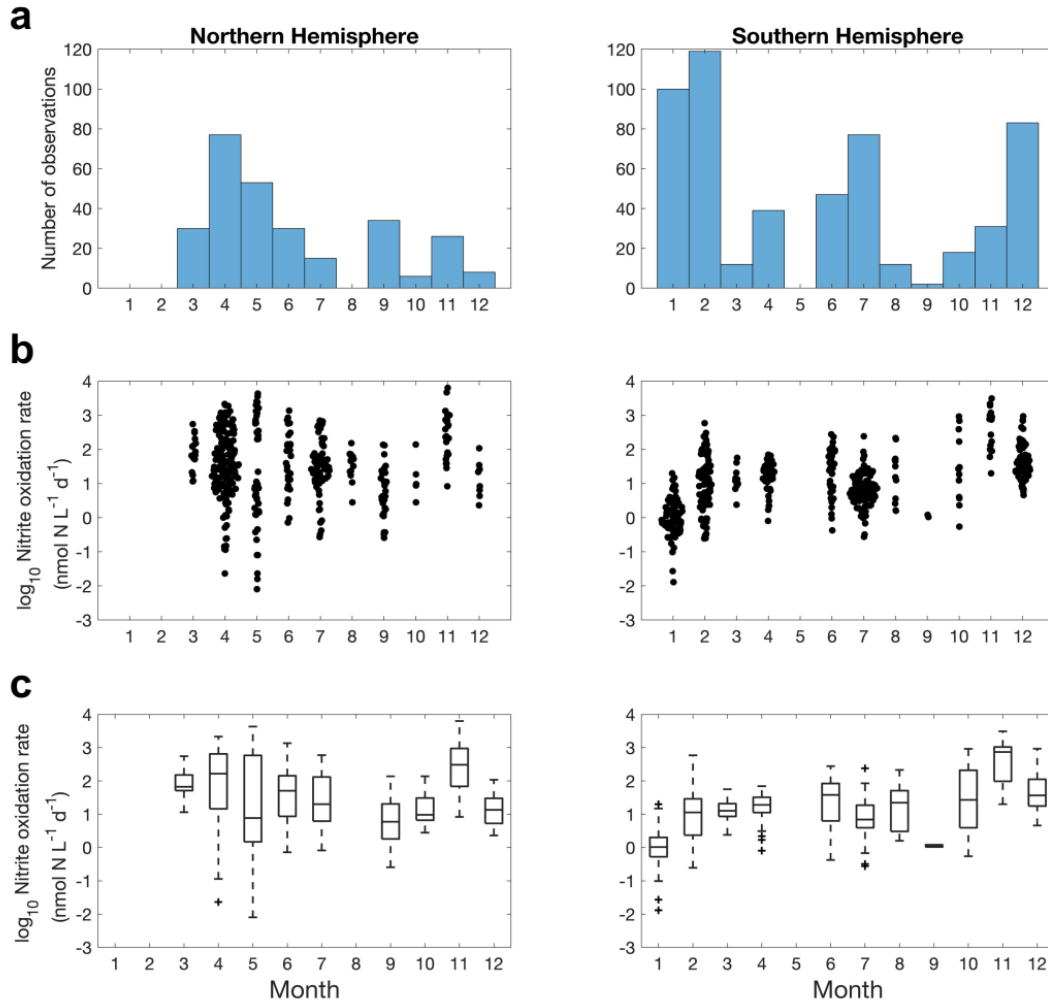 a
Northern Hemisphere
Southern Hemisphere
Number of observations
120
100
80
60
40
20
0
1 2 3 4 5 6 7 8 9 10 11 12
120
100
80
60
40
20
0
1 2 3 4 5 6 7 8 9 10 11 12
b
log10 Nitrite oxidation rate
(nmol N L-1 d-1)
4
3
2
1
0
-1
-2
-3
1 2 3 4 5 6 7 8 9 10 11 12
4
3
2
1
0
-1
-2
-3
1 2 3 4 5 6 7 8 9 10 11 12
c
log10 Nitrite oxidation rate
(nmol N L-1 d-1)
4
3
2
1
0
-1
-2
-3
1 2 3 4 5 6 7 8 9 10 11 12
Month
4
3
2
1
0
-1
-2
-3
1 2 3 4 5 6 7 8 9 10 11 12
Month